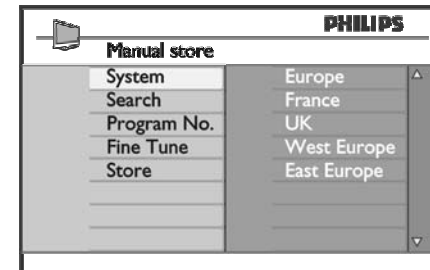 PHILIPS
Manual store
System Europe
Search France
Program No. UK
Fine Tune West Europe
Store East Europe